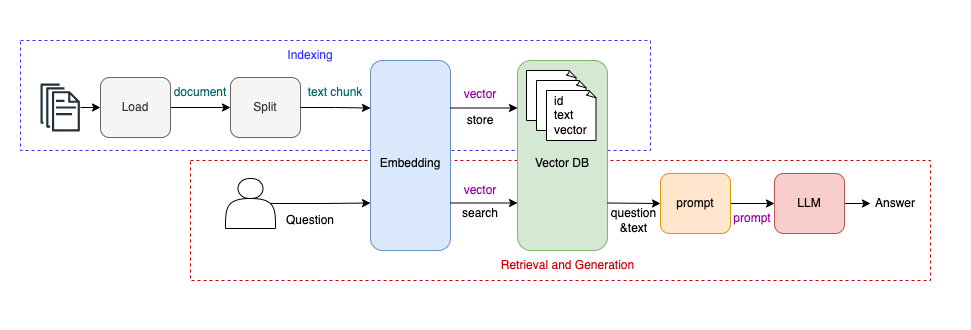 Indexing
Load
document
Split
text chunk
Embedding
vector
store
id
text
vector
Vector DB
Question
vector
search
question
&text
prompt
prompt
LLM
Answer
Retrieval and Generation